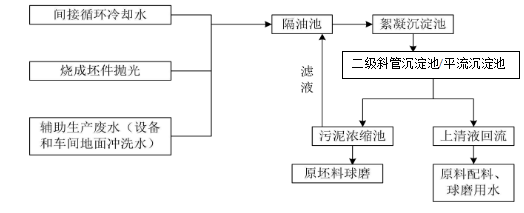 间接循环冷却水
隔油池
絮凝沉淀池
烧成坯件抛光
滤
液
二级斜管沉淀池/平流沉淀池
辅助生产废水（设备
和车间地面冲洗水）
污泥浓缩池
上清液回流
原坯料球磨
原料配料、
球磨用水